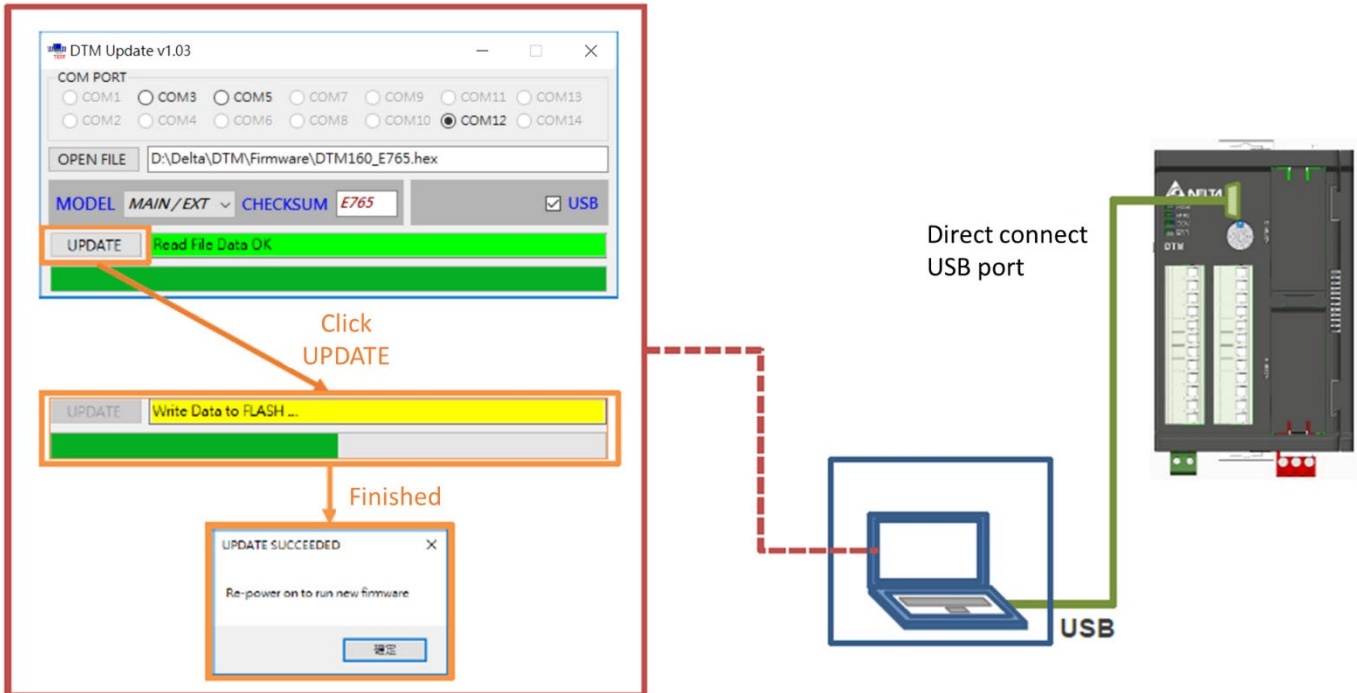 DTM Update v1.03
COM PORT
COM1 COM3 COM5 COM7 COM9 COM11 COM13
COM2 COM4 COM6 COM8 COM10 COM12 COM14
OPEN FILE D:\Delta\DTM\Firmware\DTM160_E765.hex
MODEL MAIN/EXT CHECKSUM E765 USB
UPDATE Read File Data OK
Click
UPDATE
UPDATE Write Data to FLASH ...
Finished
UPDATE SUCCEEDED
Re-power on to run new firmware
確定
Direct connect
USB port
DELTA
DTM
USB